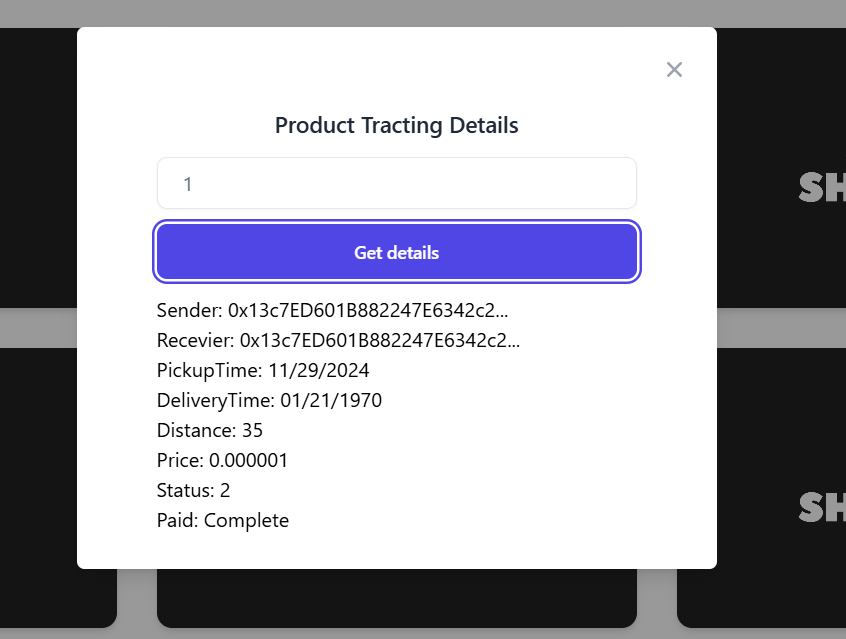 Product Tracting Details
1
Get details
Sender: 0x13c7ED601B882247E6342c2...
Recevier: 0x13c7ED601B882247E6342c2...
PickupTime: 11/29/2024
DeliveryTime: 01/21/1970
Distance: 35
Price: 0.000001
Status: 2
Paid: Complete
SH
SH